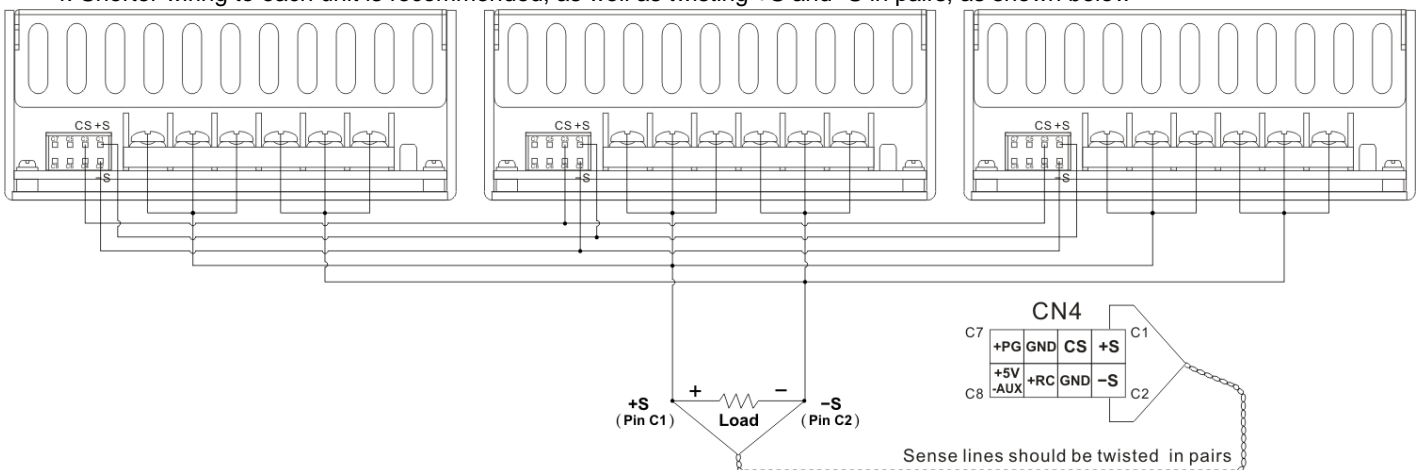 Shorter wiring to each unit is recommended, as well as twisting +S and -S in pairs, as shown below
CS +S
-S
CS +S
-S
CS +S
-S
CN4
C7 +PG GND CS +S C1
C8 +5V -AUX +RC GND -S C2
+S + − -S
(Pin C1) Load (Pin C2)
Sense lines should be twisted in pairs